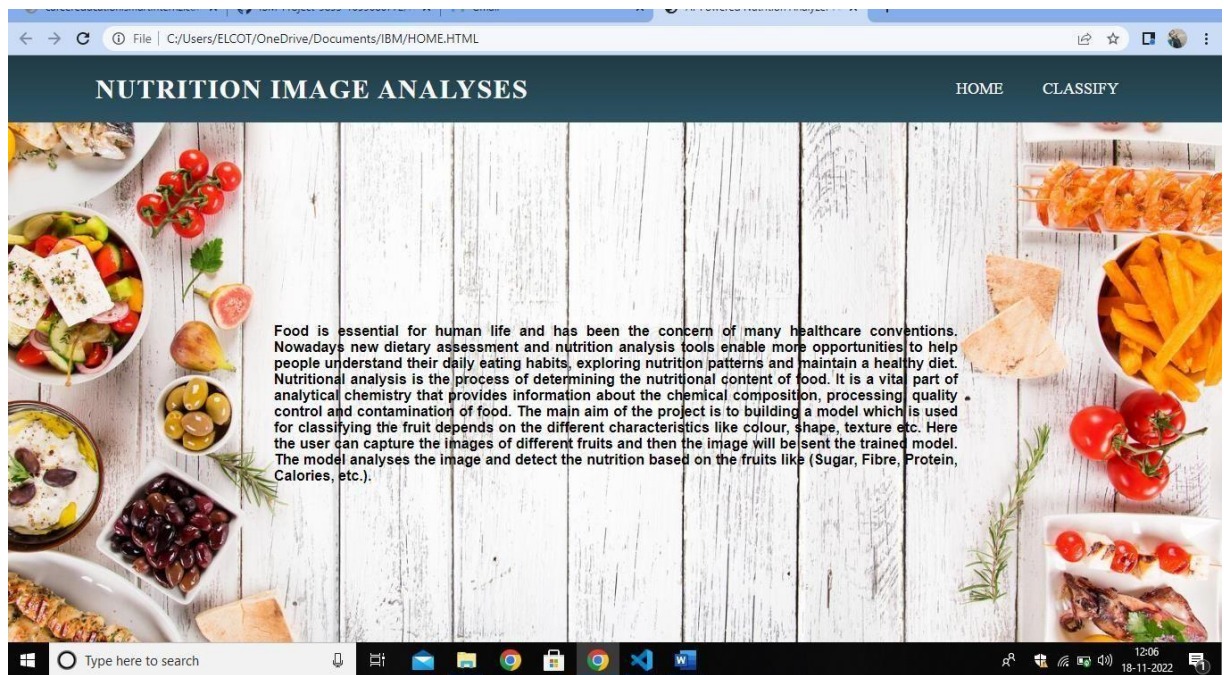 C:/Users/ELCOT/OneDrive/Documents/IBM/HOME.HTML
File
NUTRITION IMAGE ANALYSES
HOME
CLASSIFY
Food is essential for human life and has been the concern of many healthcare conventions.
Nowadays new dietary assessment and nutrition analysis tools enable more opportunities to help
people understand their daily eating habits, exploring nutrition patterns and maintain a healthy diet.
Nutritional analysis is the process of determining the nutritional content of food. It is a vital part of
analytical chemistry that provides information about the chemical composition, processing, quality
control and contamination of food. The main aim of the project is to building a model which is used
for classifying the fruit depends on the different characteristics like colour, shape, texture etc. Here
the user can capture the images of different fruits and then the image will be sent the trained model.
The model analyses the image and detect the nutrition based on the fruits like (Sugar, Fibre, Protein,
Calories, etc.).
Type here to search
12:06
18-11-2022